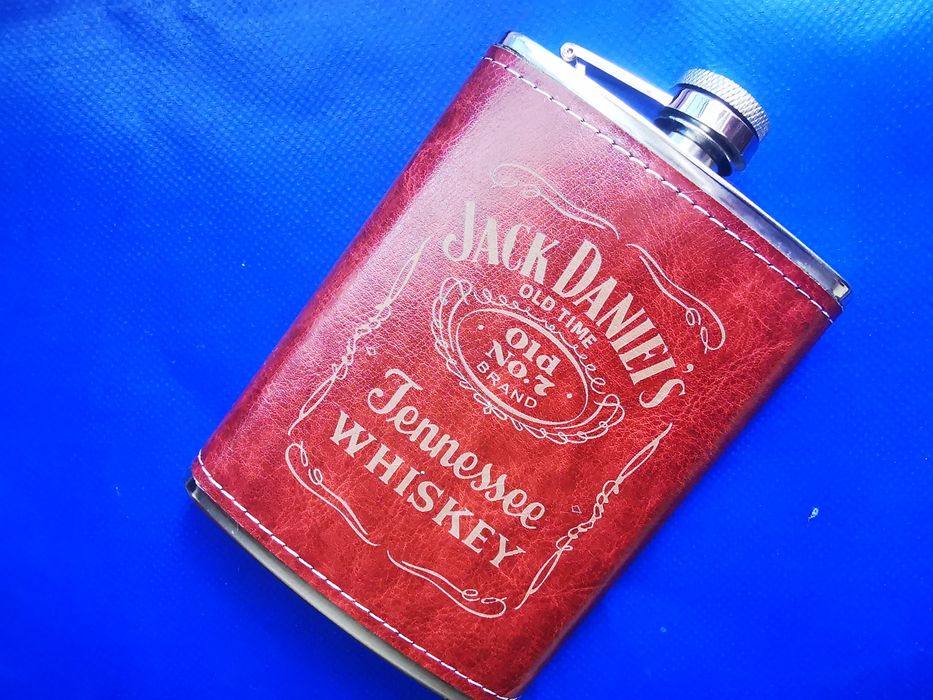 JACK DANIEL'S
OLD TIME
Old
No.7
BRAND
Tennessee
WHISKEY